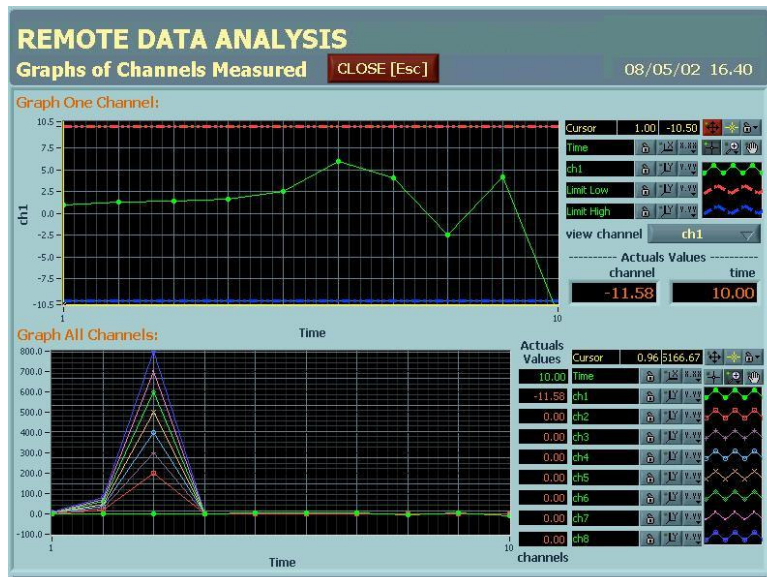 REMOTE DATA ANALYSIS
Graphs of Channels Measured CLOSE [Esc] 08/05/02 16.40
Graph One Channel:
10.5
7.5
5.0
2.5
0.0
-2.5
-5.0
-7.5
-10.5
ch1
1 10
Time
Cursor 1.00 -10.50
Time
ch1
Limit Low
Limit High
view channel ch1
Actuals Values
channel time
-11.58 10.00
Graph All Channels:
800.0
700.0
600.0
500.0
400.0
300.0
200.0
100.0
0.0
-100.0
1 10
Time
Actuals
Values
Cursor 0.96 5166.67
10.00 Time
-11.58 ch1
0.00 ch2
0.00 ch3
0.00 ch4
0.00 ch5
0.00 ch6
0.00 ch7
0.00 ch8
channels